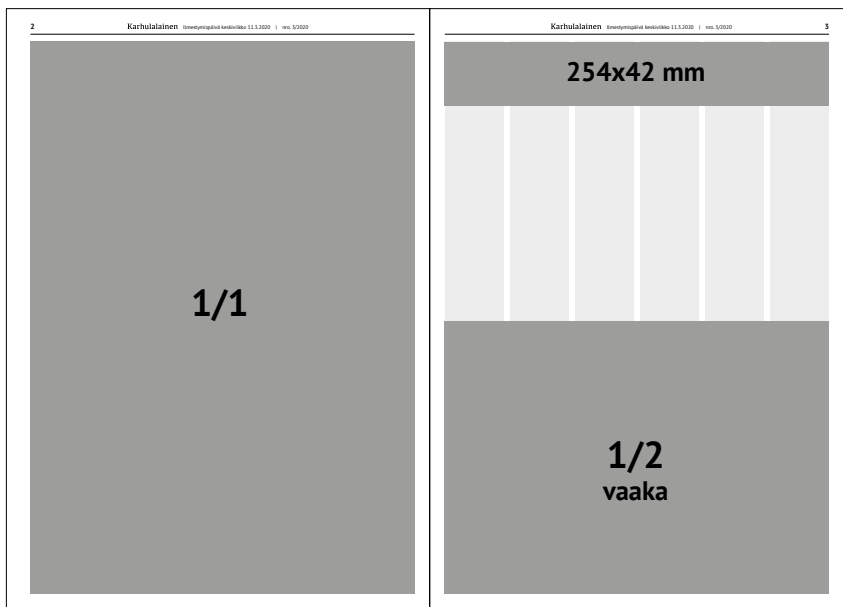 2
Karhulalainen Ilmestymispäivä keskiviikko 11.3.2020 | nro. 3/2020
1/1
Karhulalainen Ilmestymispäivä keskiviikko 11.3.2020 | nro. 3/2020
3
254x42 mm
1/2
vaaka